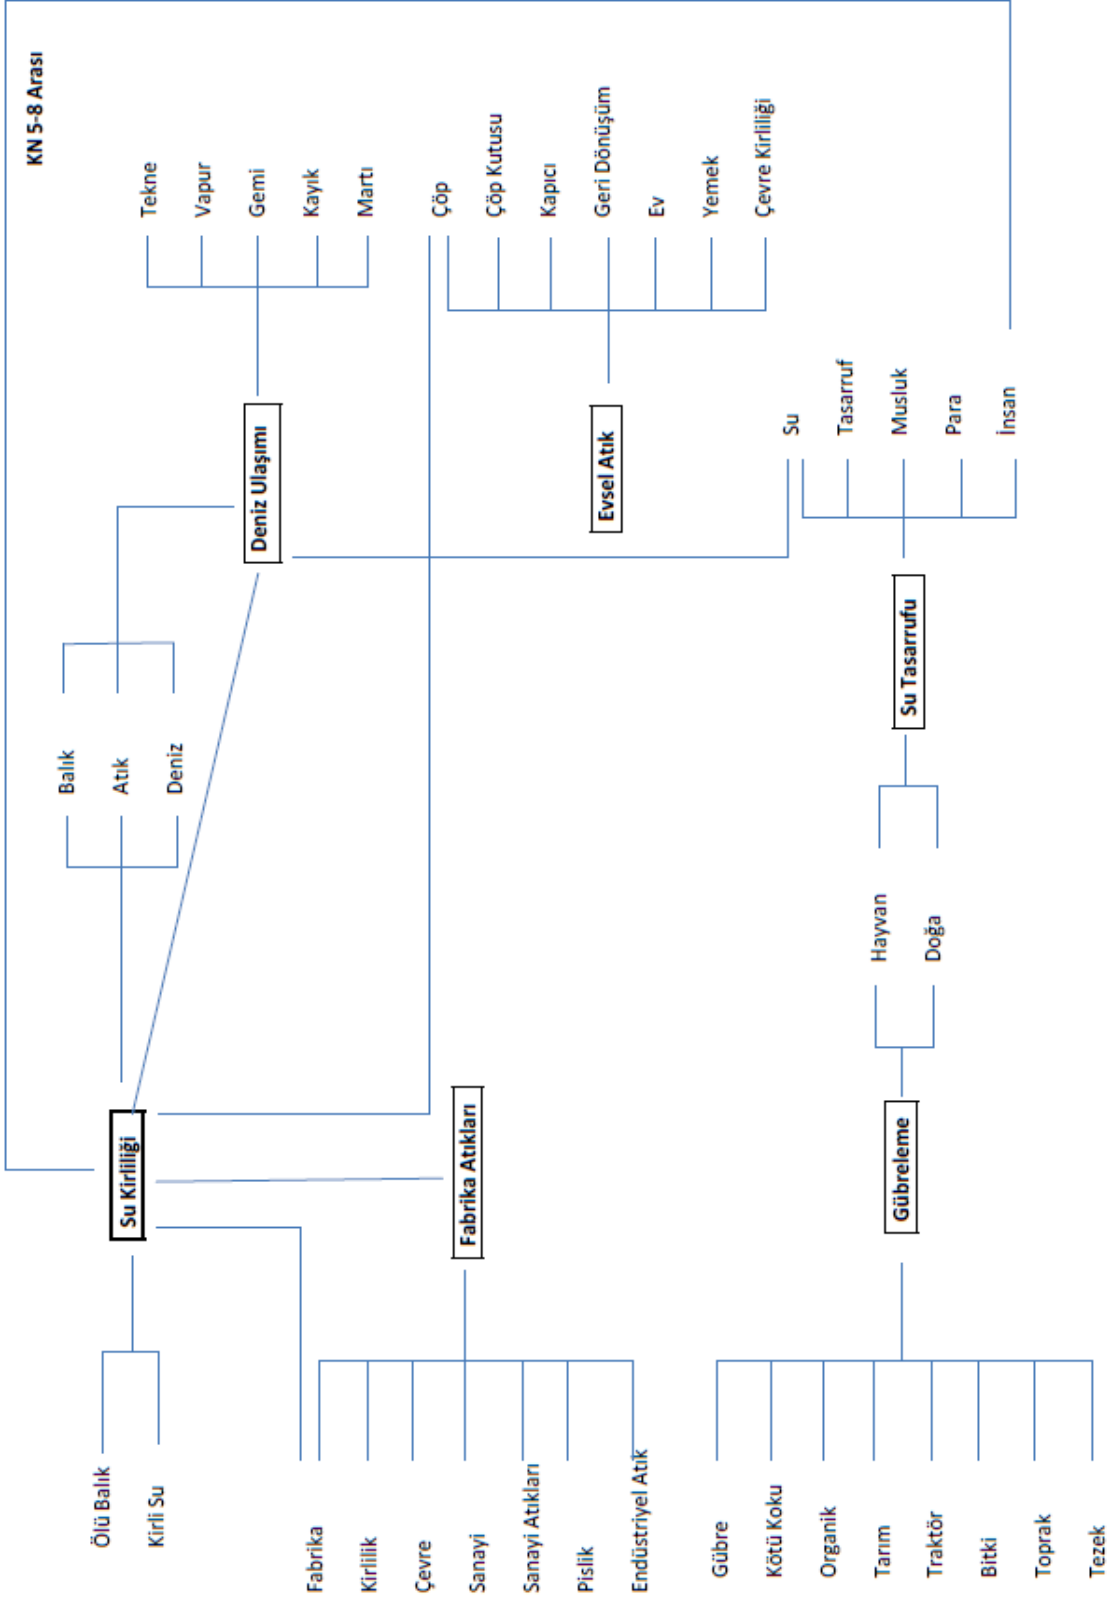 KN 5-8 Arası
Ölü Balık
Kirli Su
Su Kirliliği
Balık
Atık
Deniz
Deniz Ulaşımı
Tekne
Vapur
Gemi
Kayık
Martı
Fabrika
Kirlilik
Çevre
Sanayi
Sanayi Atıkları
Pislik
Endüstriyel Atık
Fabrika Atıkları
Evsel Atık
Çöp
Çöp Kutusu
Kapıcı
Geri Dönüşüm
Ev
Yemek
Çevre Kirliliği
Gübre
Kötü Koku
Organik
Tarım
Traktör
Bitki
Toprak
Tezek
Gübreleme
Hayvan
Doğa
Su Tasarrufu
Su
Tasarruf
Musluk
Para
İnsan